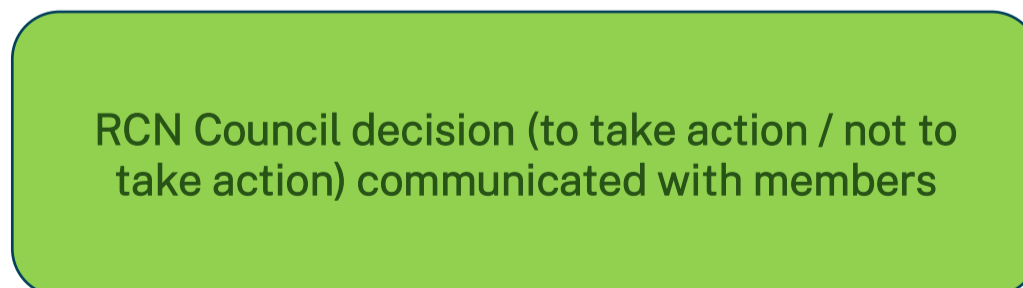 RCN Council decision (to take action / not to
take action) communicated with members